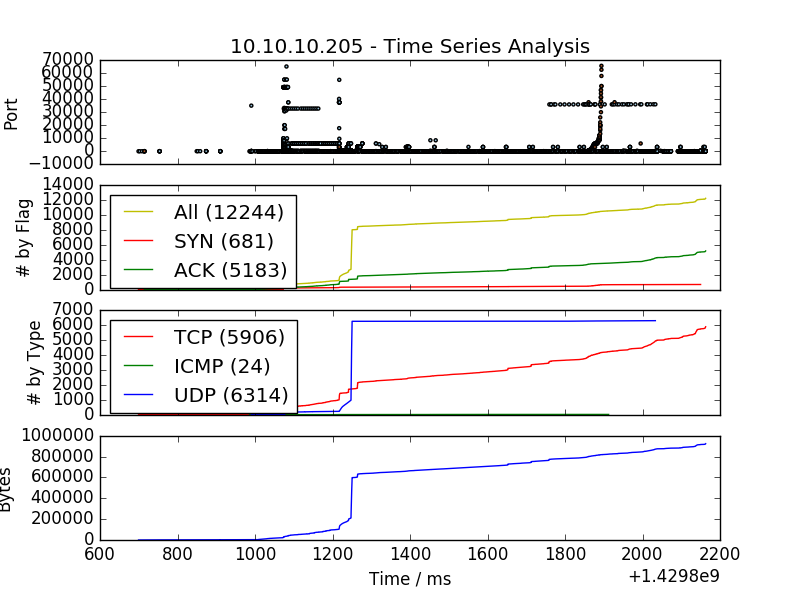 10.10.10.205 - Time Series Analysis
70000
60000
50000
40000
30000
20000
10000
0
−10000
Port
14000
12000
10000
8000
6000
4000
2000
0
# by Flag
All (12244)
SYN (681)
ACK (5183)
7000
6000
5000
4000
3000
2000
1000
0
# by Type
TCP (5906)
ICMP (24)
UDP (6314)
1000000
800000
600000
400000
200000
0
Bytes
600 800 1000 1200 1400 1600 1800 2000 2200
Time / ms
+1.4298e9